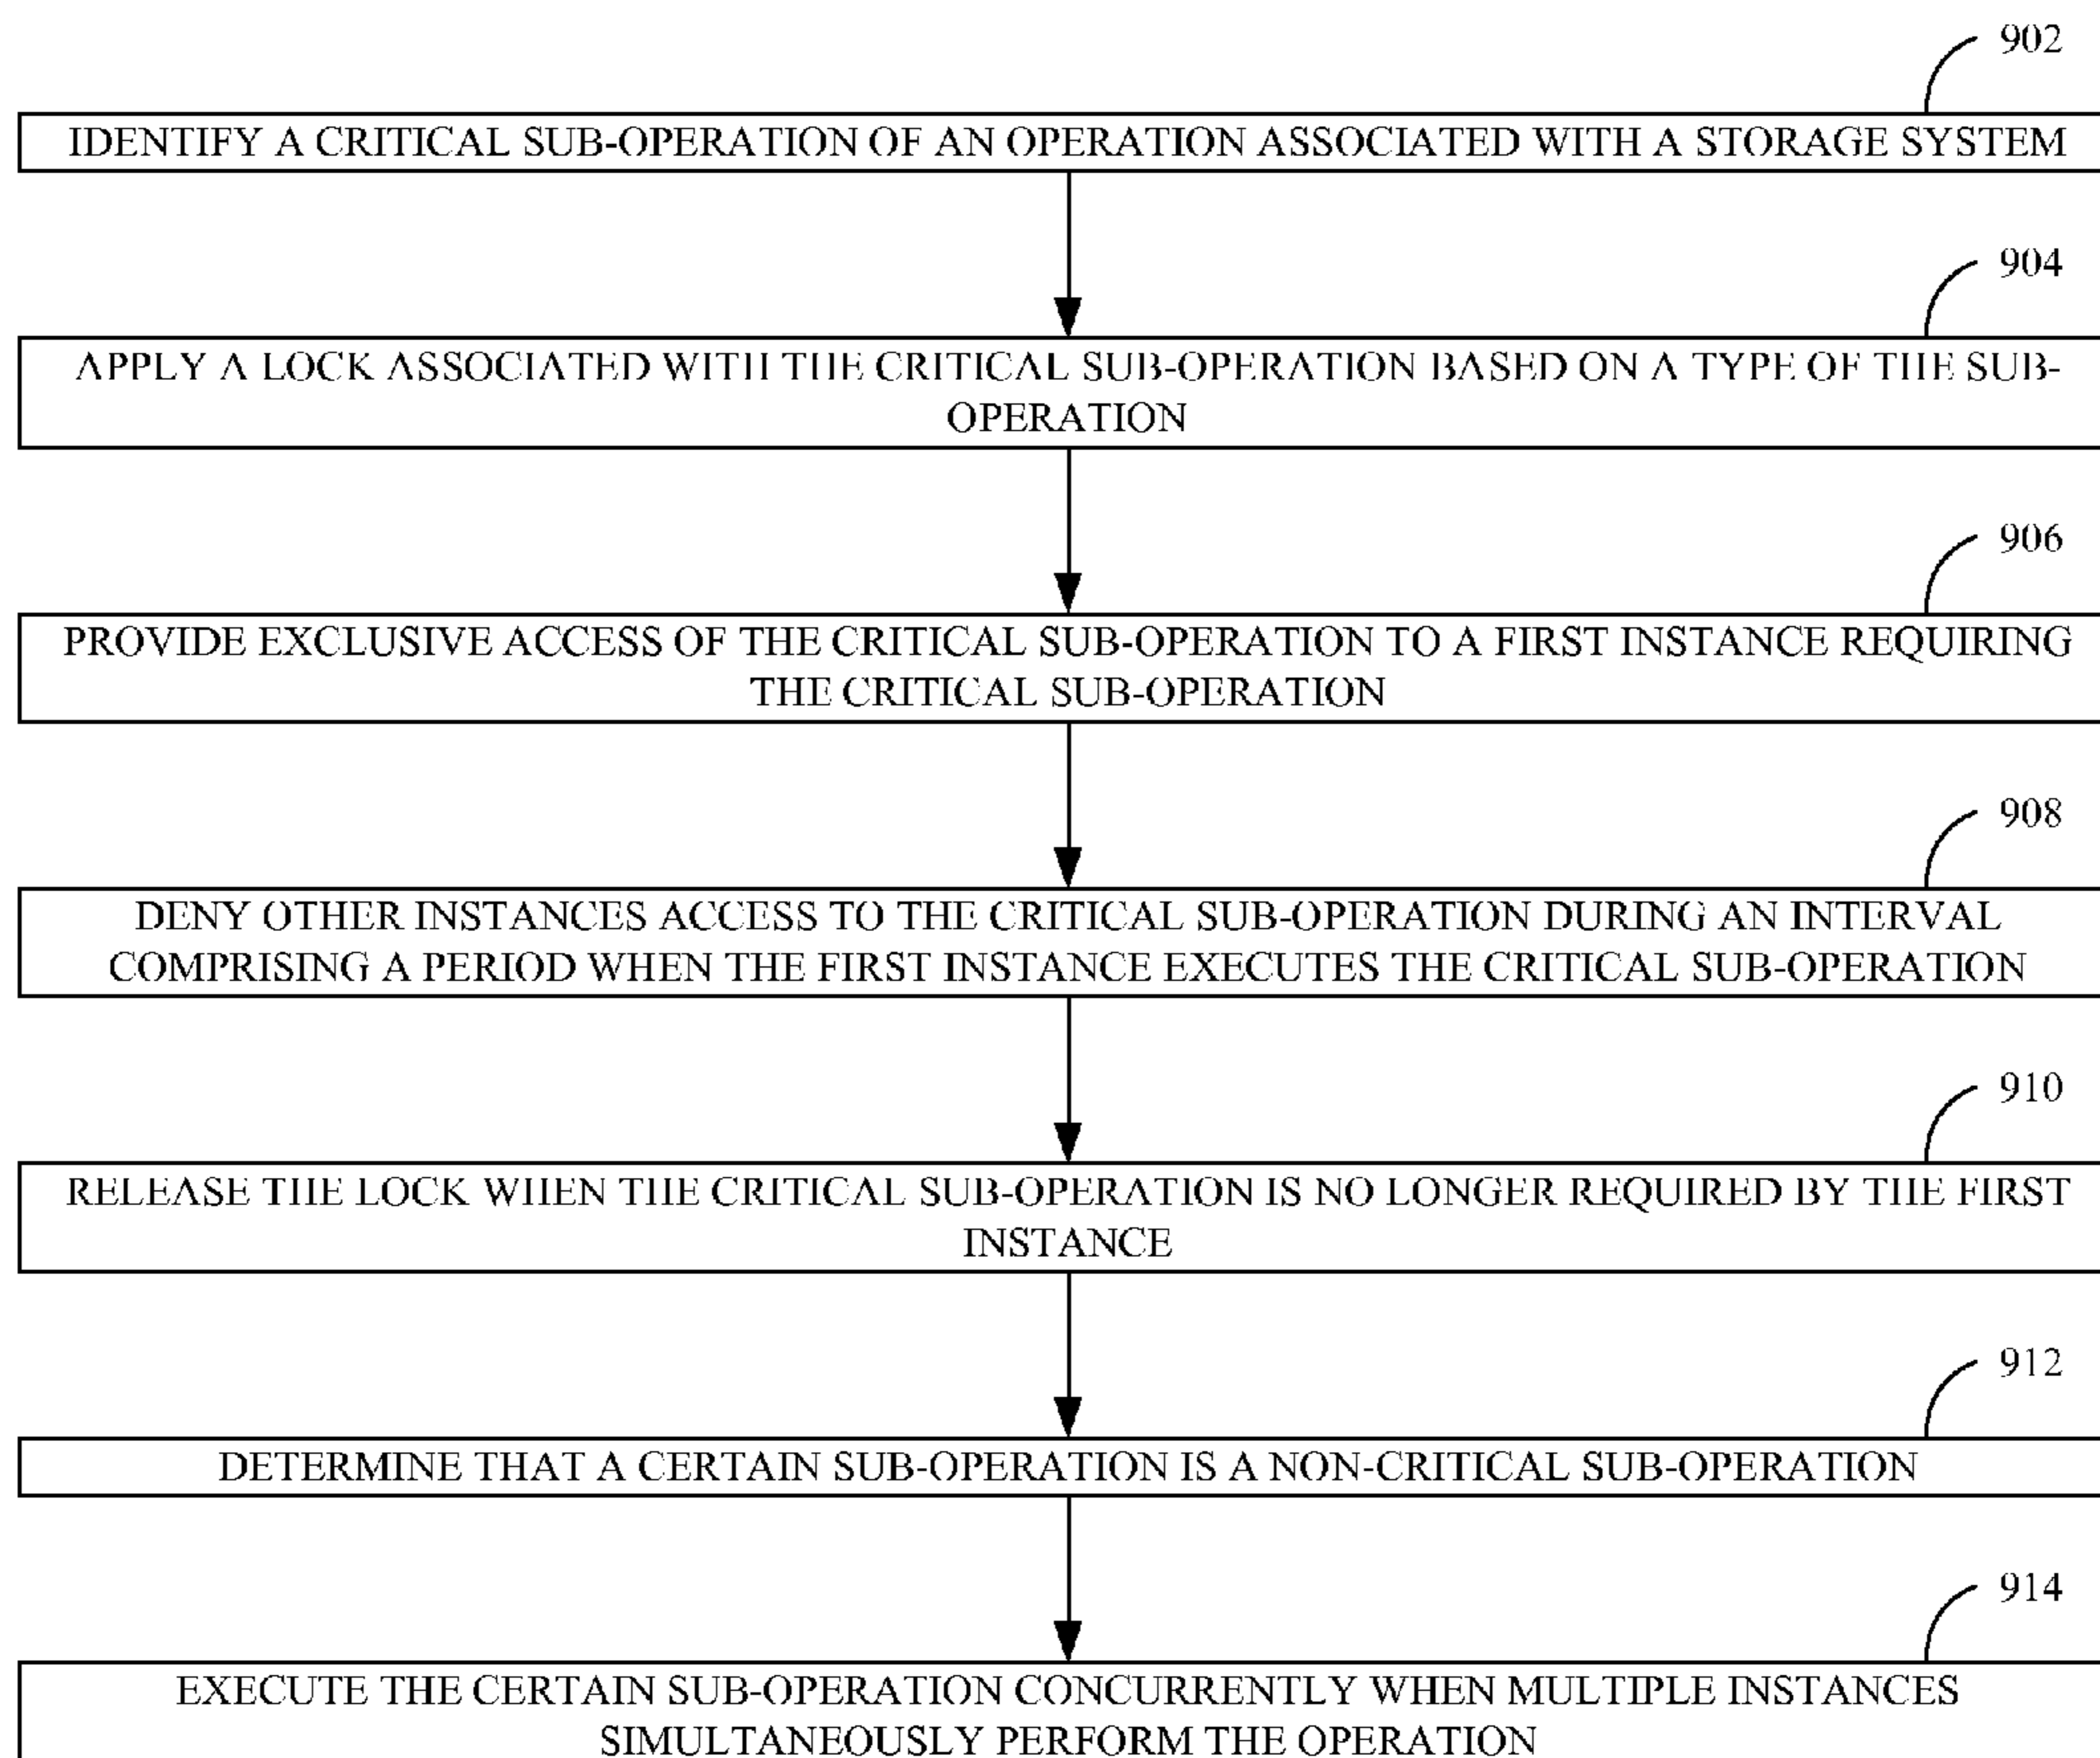 902
IDENTIFY A CRITICAL SUB-OPERATION OF AN OPERATION ASSOCIATED WITH A STORAGE SYSTEM
904
APPLY A LOCK ASSOCIATED WITH THE CRITICAL SUB-OPERATION BASED ON A TYPE OF THE SUB-
OPERATION
906
PROVIDE EXCLUSIVE ACCESS OF THE CRITICAL SUB-OPERATION TO A FIRST INSTANCE REQUIRING
THE CRITICAL SUB-OPERATION
908
DENY OTHER INSTANCES ACCESS TO THE CRITICAL SUB-OPERATION DURING AN INTERVAL
COMPRISING A PERIOD WHEN THE FIRST INSTANCE EXECUTES THE CRITICAL SUB-OPERATION
910
RELEASE THE LOCK WHEN THE CRITICAL SUB-OPERATION IS NO LONGER REQUIRED BY THE FIRST
INSTANCE
912
DETERMINE THAT A CERTAIN SUB-OPERATION IS A NON-CRITICAL SUB-OPERATION
914
EXECUTE THE CERTAIN SUB-OPERATION CONCURRENTLY WHEN MULTIPLE INSTANCES
SIMULTANEOUSLY PERFORM THE OPERATION